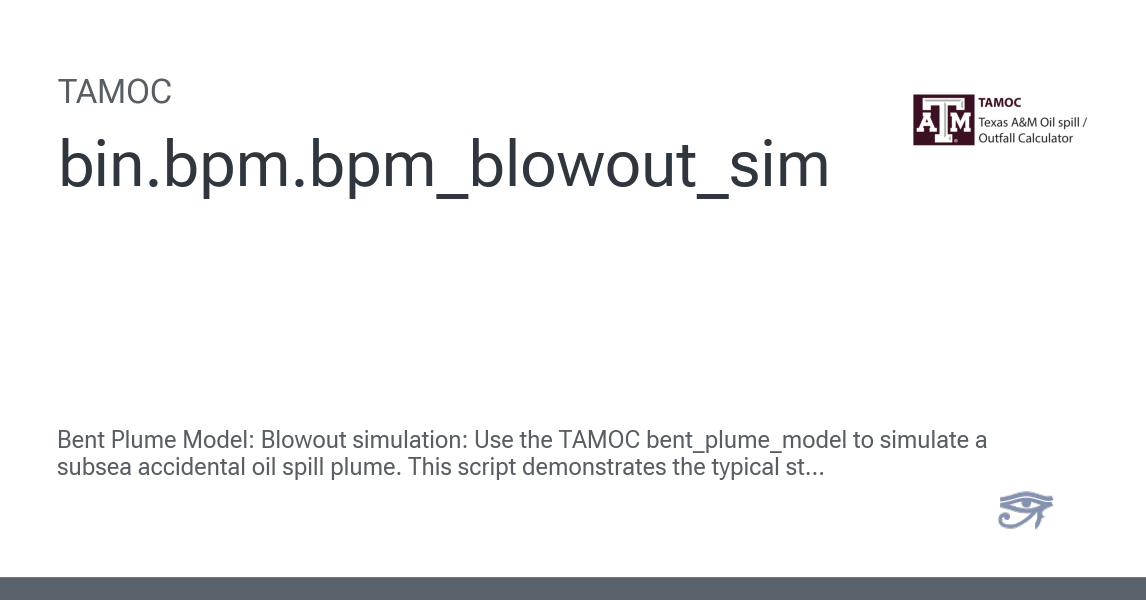 TAMOC
bin.bpm.bpm_blowout_sim
ATM
TAMOC
Texas A&M Oil spill /
Outfall Calculator
Bent Plume Model: Blowout simulation: Use the TAMOC bent_plume_model to simulate a
subsea accidental oil spill plume. This script demonstrates the typical st...